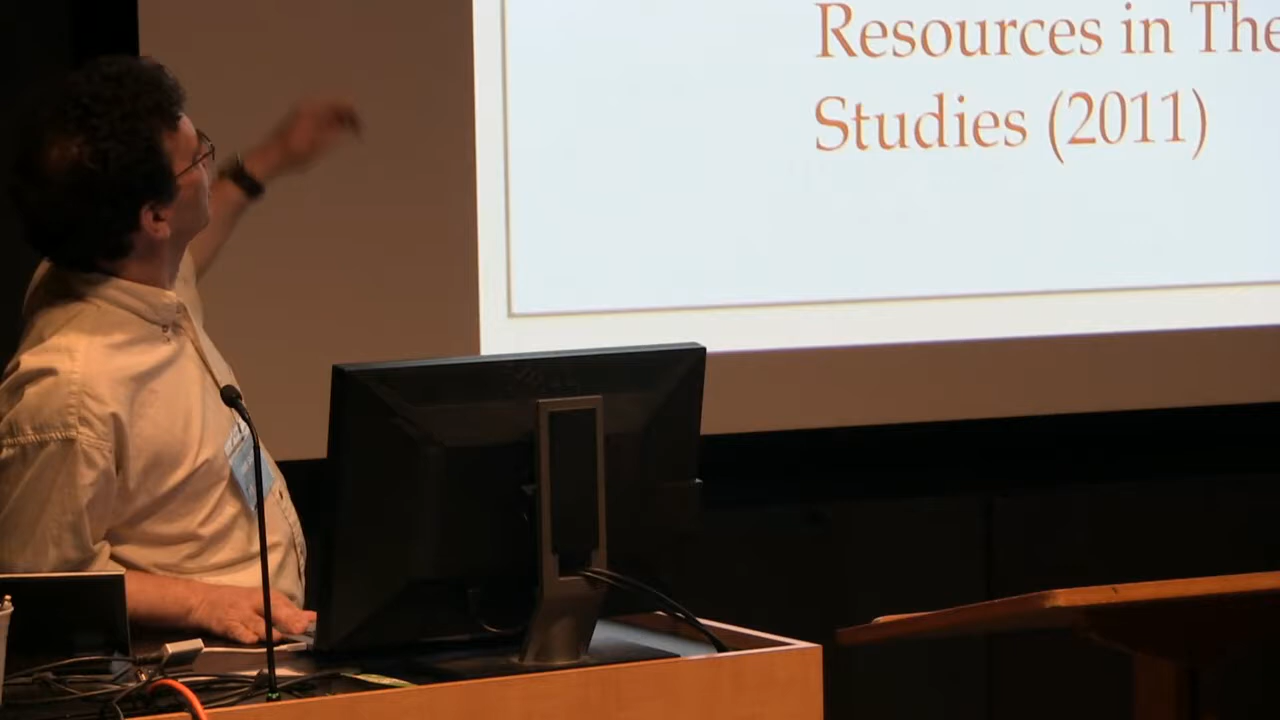 Resources in The
Studies (2011)